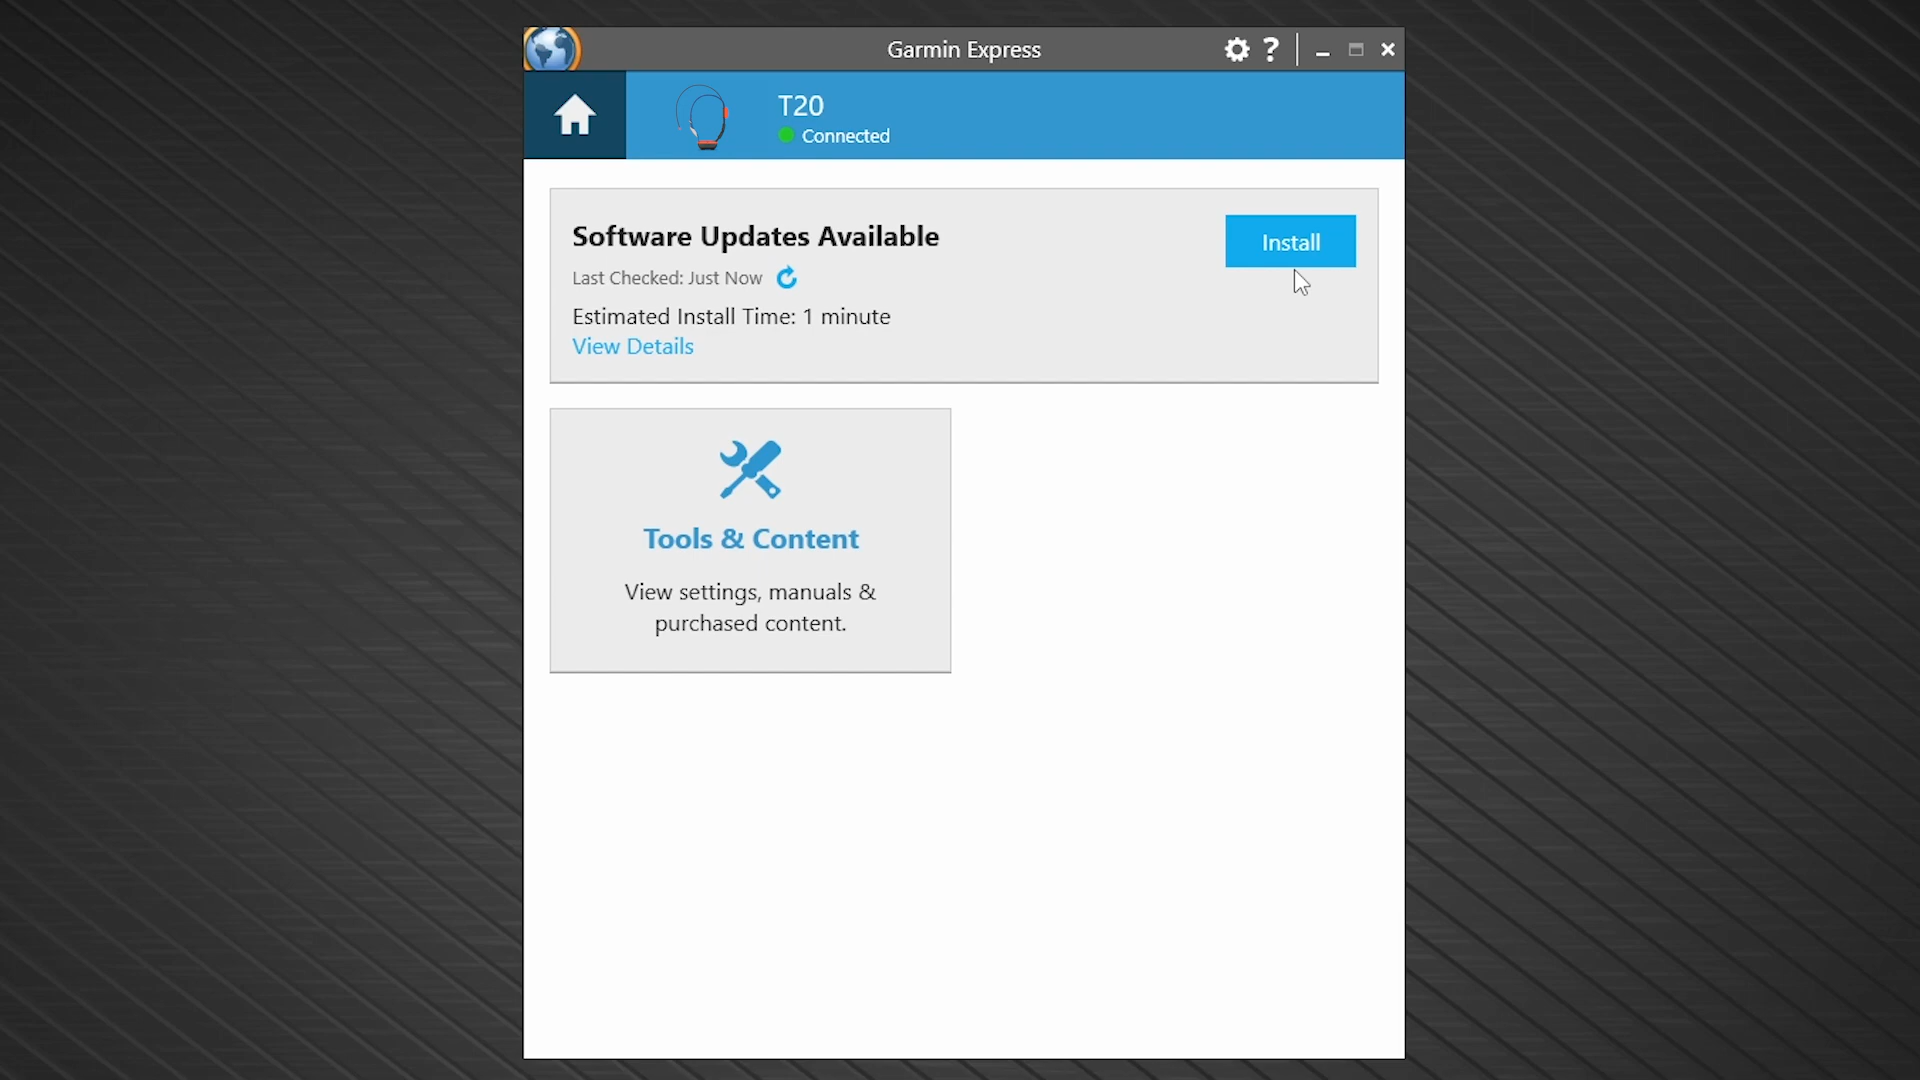 Garmin Express
?
T20
Connected
Software Updates Available
Install
Last Checked: Just Now
Estimated Install Time: 1 minute
View Details
Tools & Content
View settings, manuals &
purchased content.